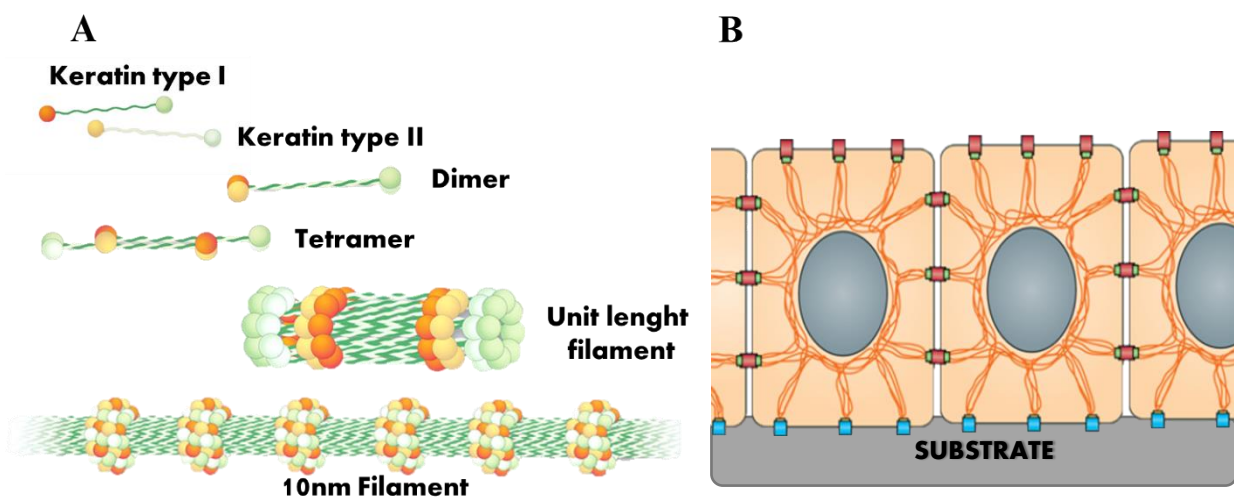 A
Keratin type I
Keratin type II
Dimer
Tetramer
Unit lenght
filament
10nm Filament
B
SUBSTRATE